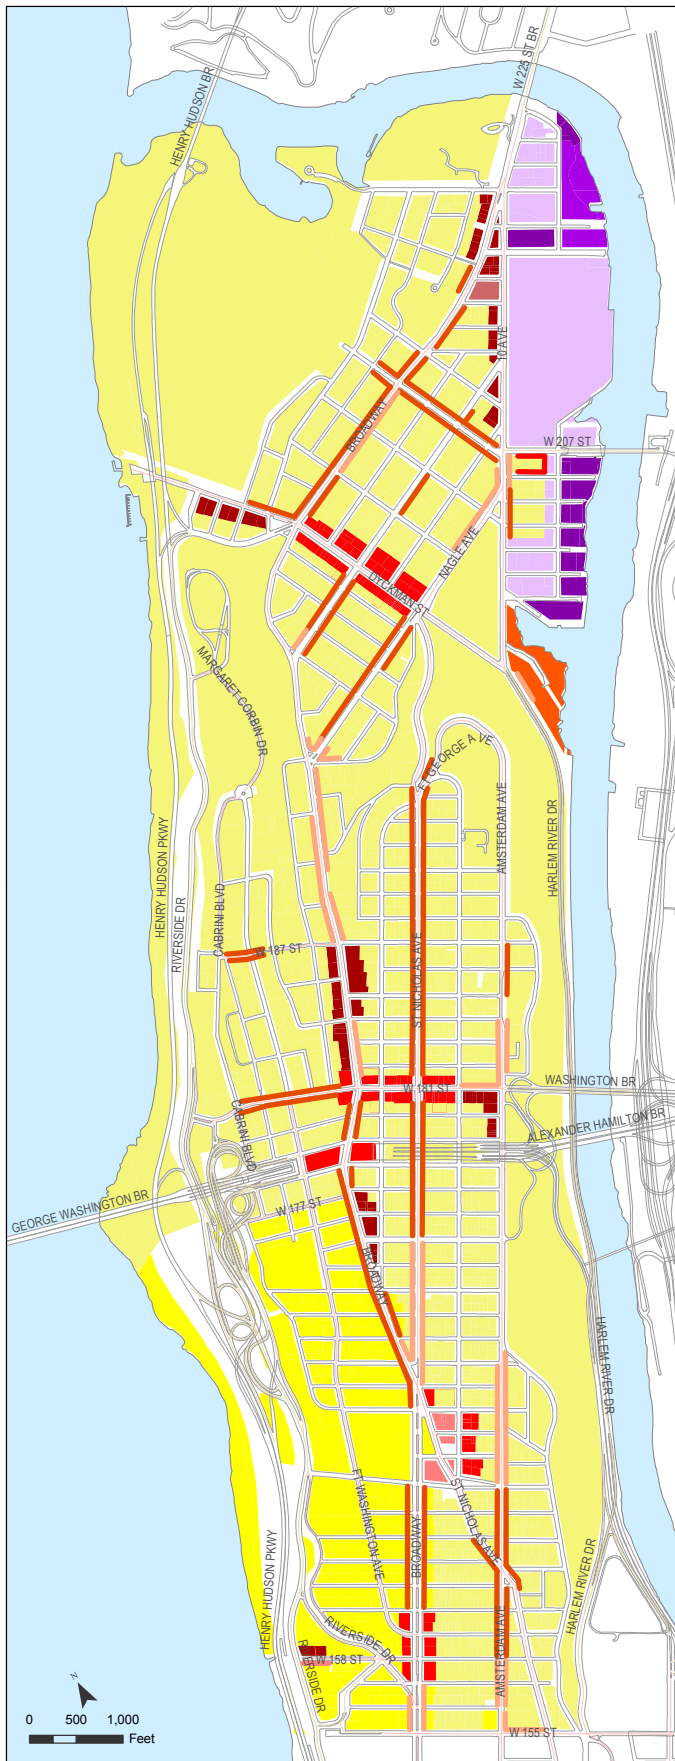 W 225 ST BR
HENRY HUDSON BR
10 AVE
BROADWAY
W 207 ST
NAGLE AVE
DYCKMAN ST
MARGARET CORBIN DR
FT GEORGE A VE
AMSTERDAM AVE
HARLEM RIVER DR
HENRY HUDSON PKWY
RIVERSIDE DR
CABRINI BLVD
W 187 ST
ST NICHOLAS AVE
W 181 ST
WASHINGTON BR
CABRINI BLVD
ALEXANDER HAMILTON BR
GEORGE WASHINGTON BR
W 177 ST
BROADWAY
HARLEM RIVER DR
FT WASHINGTON AVE
ST NICHOLAS AVE
BROADWAY
HENRY HUDSON PKWY
HARLEM RIVER DR
RIVERSIDE DR
RIVERSIDE DR
W 158 ST
AMSTERDAM AVE
W 155 ST
N
0 500 1,000
Feet